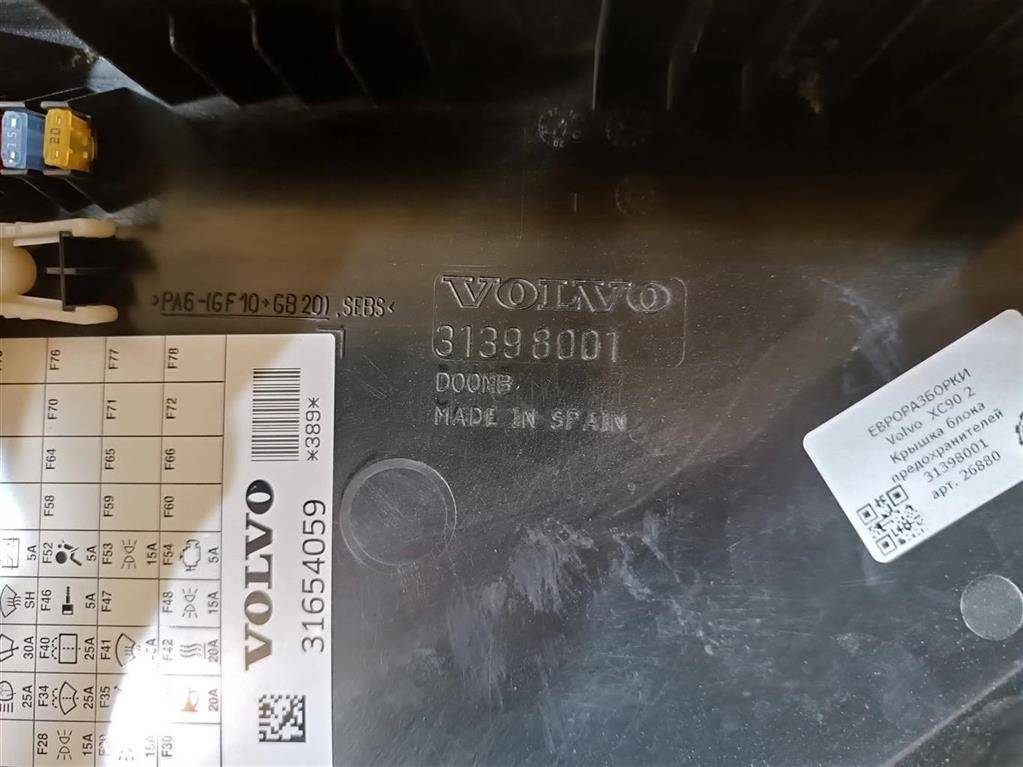 15
20
>PA6-(GF10+GB20), SEBS<
VOLVO
31398001
MADE IN SPAIN
ЕВРОРАЗБОРКИ
Volvo XC90 2
Крышка блока
предохранителей
31398001
арт. 26880
F76 F77 F78
F70 F71 F72
F64 F65 F66
F58 F59 F60
5A F52 5A F53 15A F54 5A
SH F46 5A F47 F48 15A
30A F40 25A F41 F42 20A
25A F34 25A F35 20A
F28 15A 15A F30
*389*
VOLVO
31654059